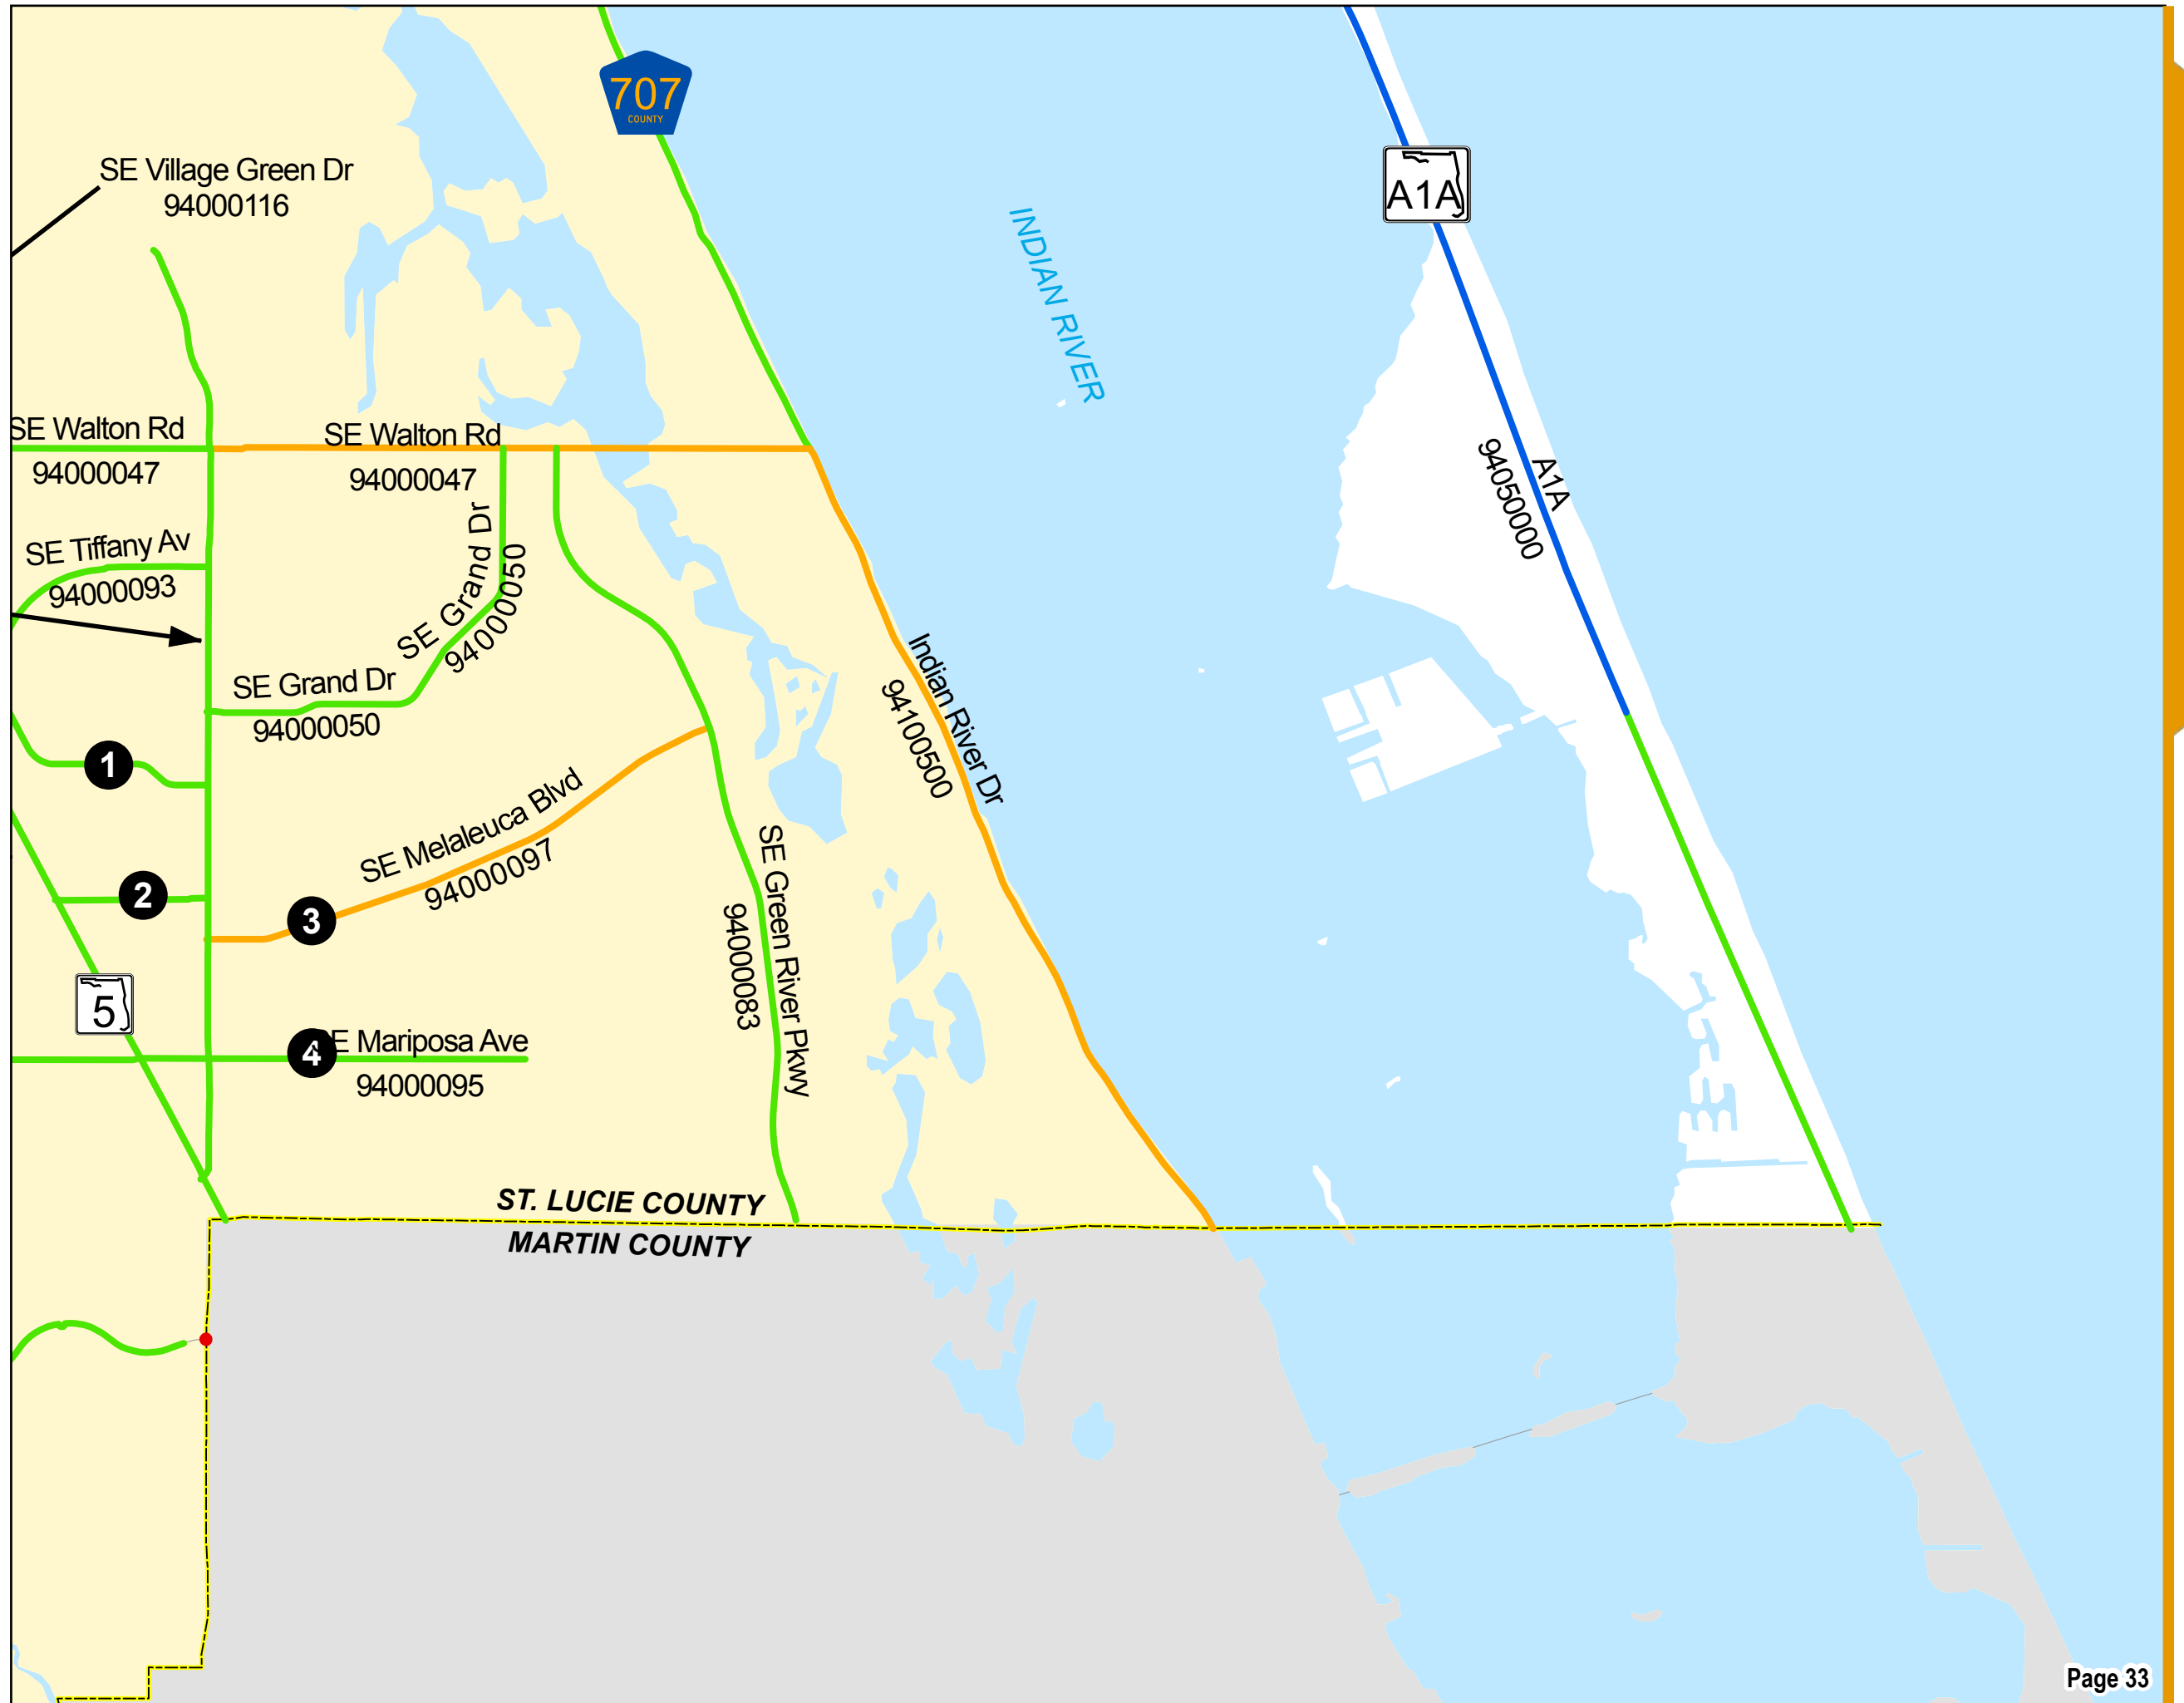 707
COUNTY
SE Village Green Dr
94000116
A1A
INDIAN RIVER
SE Walton Rd
94000047
SE Walton Rd
94000047
A1A
94050000
SE Tiffany Av
94000093
SE Grand Dr
94000050
SE Grand Dr
94000050
Indian River Dr
94100500
1
SE Melaleuca Blvd
94000097
2
3
SE Green River Pkwy
94000083
5
4
E Mariposa Ave
94000095
ST. LUCIE COUNTY
MARTIN COUNTY
Page 33